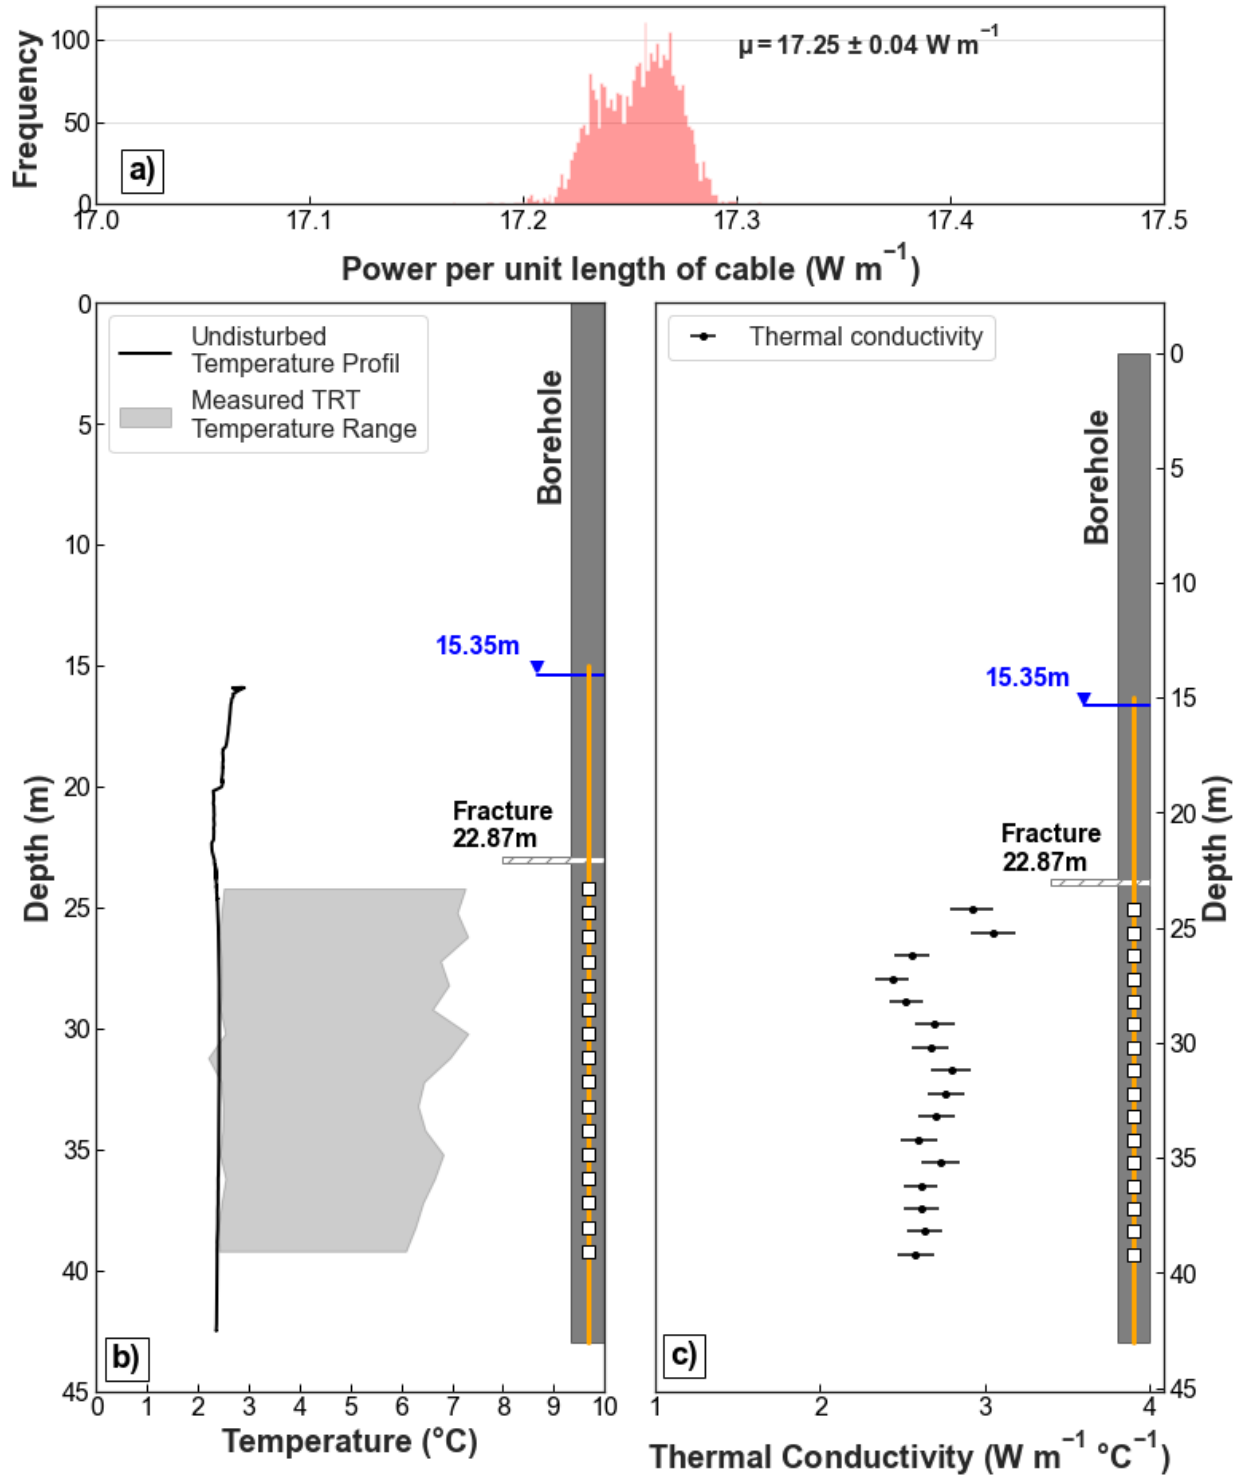 Frequency
100
50
0
a)
μ = 17.25 ± 0.04 W m⁻¹
17.0 17.1 17.2 17.3 17.4 17.5
Power per unit length of cable (W m⁻¹)
Depth (m)
0
5
10
15
20
25
30
35
40
45
Undisturbed
Temperature Profil
Measured TRT
Temperature Range
Borehole
15.35m
Fracture
22.87m
b)
0 1 2 3 4 5 6 7 8 9 10
Temperature (°C)
Thermal conductivity
Borehole
15.35m
Fracture
22.87m
c)
0
5
10
15
20
25
30
35
40
45
Depth (m)
1 2 3 4
Thermal Conductivity (W m⁻¹ °C⁻¹)